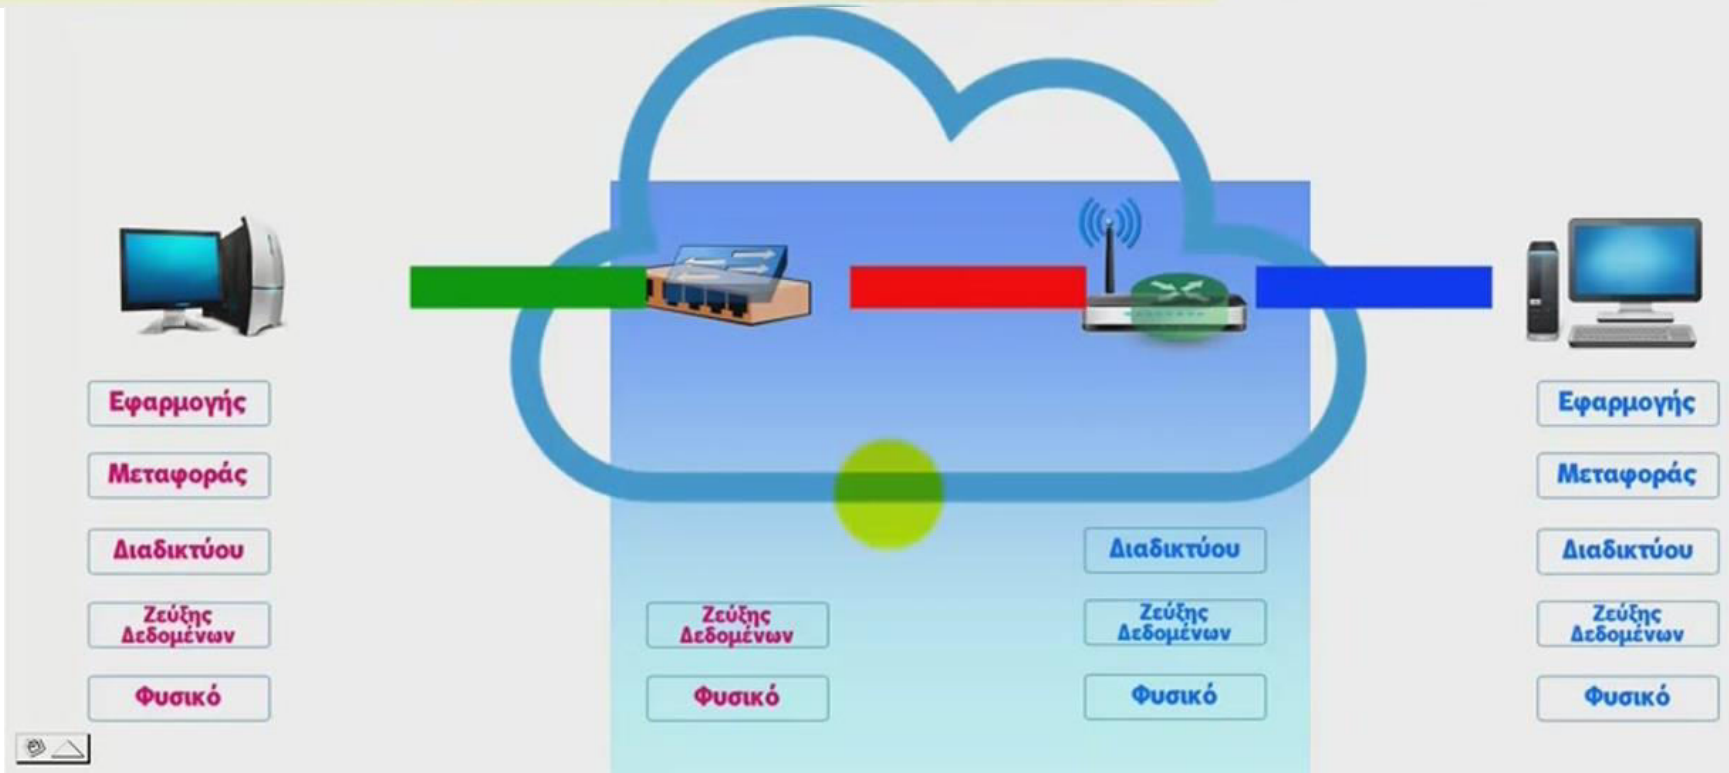 Εφαρμογής
Μεταφοράς
Διαδικτύου
Ζεύξης
Δεδομένων
Φυσικό
Ζεύξης
Δεδομένων
Φυσικό
Διαδικτύου
Ζεύξης
Δεδομένων
Φυσικό
Εφαρμογής
Μεταφοράς
Διαδικτύου
Ζεύξης
Δεδομένων
Φυσικό